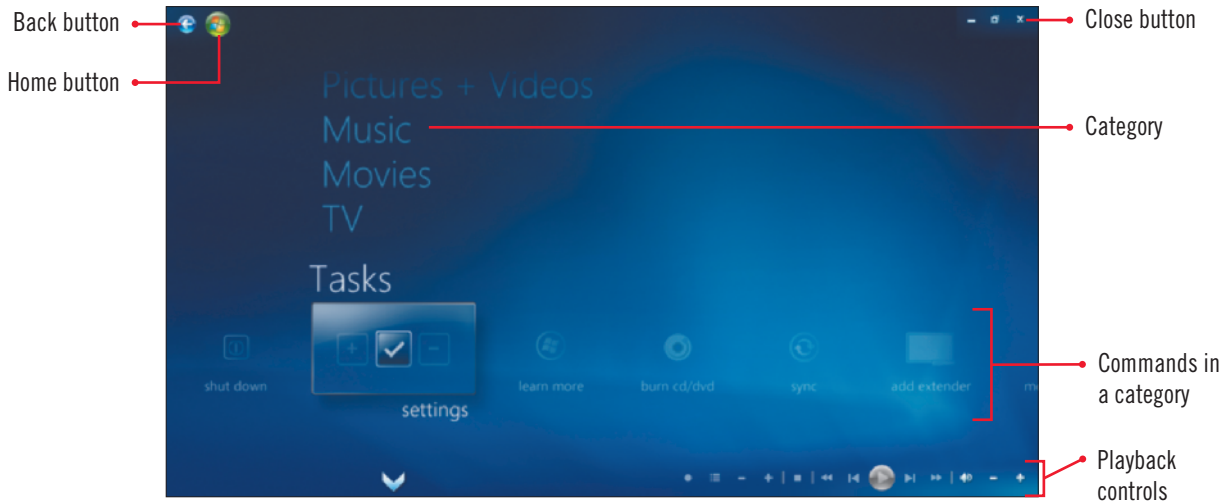 Back button
Close button
Home button
Pictures + Videos
Music
Category
Movies
TV
Tasks
shut down
settings
learn more
burn cd/dvd
sync
add extender
Commands in
a category
Playback
controls